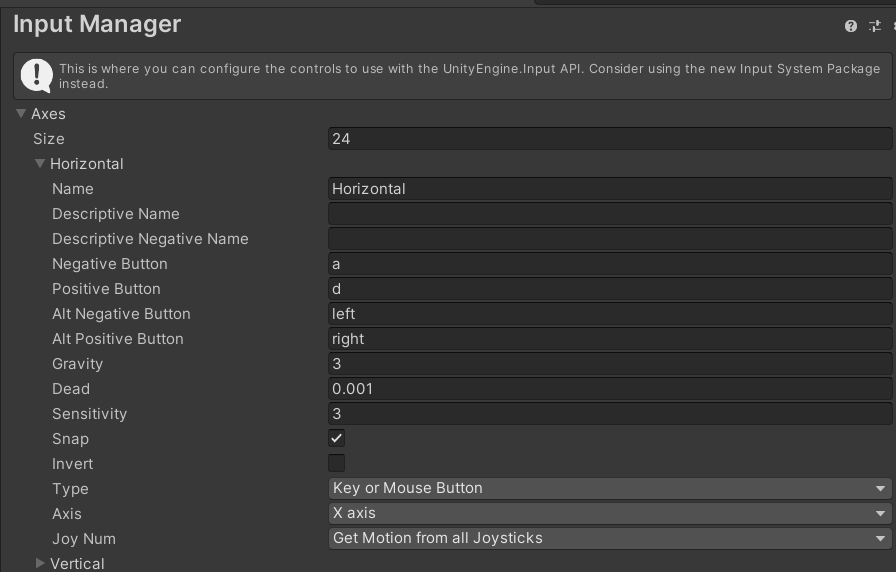 Input Manager
This is where you can configure the controls to use with the UnityEngine.Input API. Consider using the new Input System Package
instead.
Axes
Size 24
Horizontal
Name Horizontal
Descriptive Name
Descriptive Negative Name
Negative Button a
Positive Button d
Alt Negative Button left
Alt Positive Button right
Gravity 3
Dead 0.001
Sensitivity 3
Snap
Invert
Type Key or Mouse Button
Axis X axis
Joy Num Get Motion from all Joysticks
Vertical